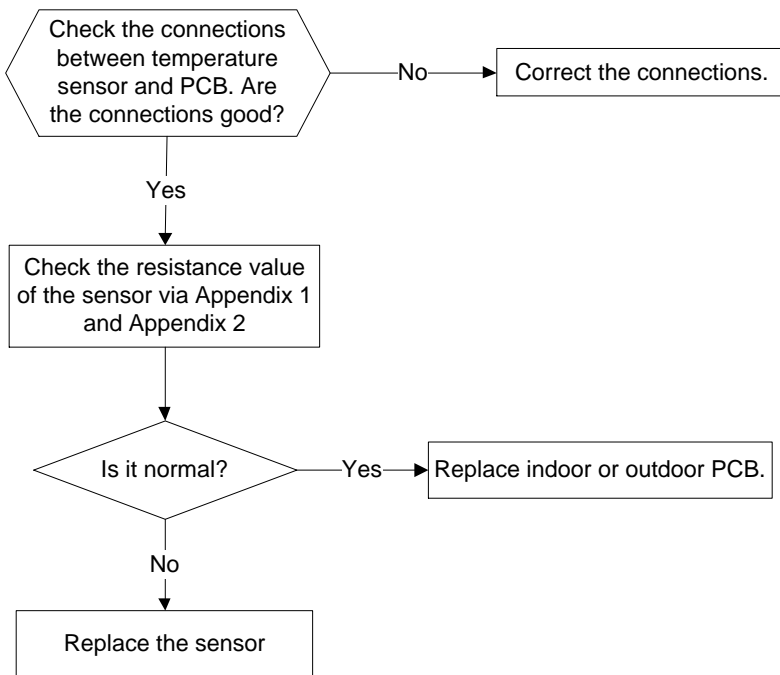 Check the connections
between temperature
sensor and PCB. Are
the connections good?
No
Correct the connections.
Yes
Check the resistance value
of the sensor via Appendix 1
and Appendix 2
Is it normal?
Yes
Replace indoor or outdoor PCB.
No
Replace the sensor